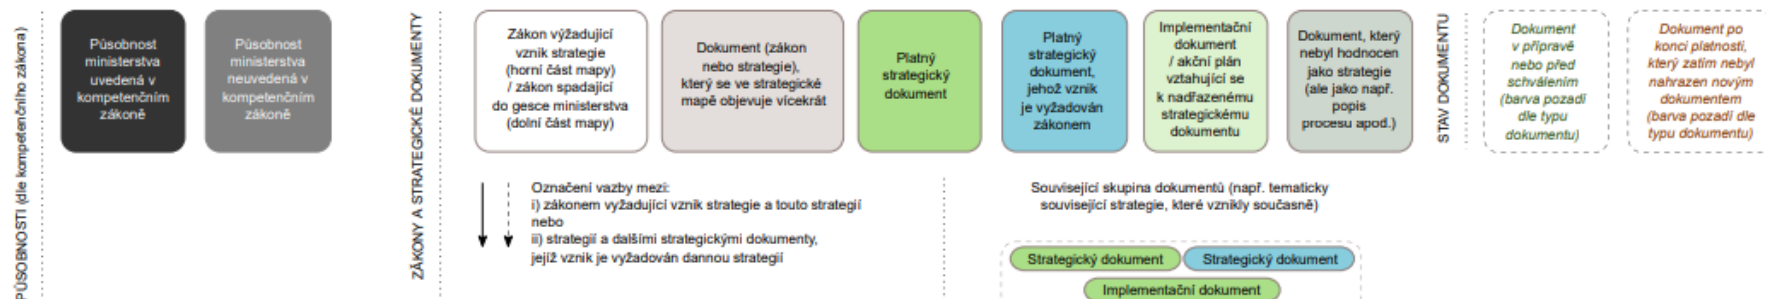 PŮSOBNOSTI (dle kompetenčního zákona)
Působnost
ministerstva
uvedená v
kompetenčním
zákoně
Působnost
ministerstva
neuvedená v
kompetenčním
zákoně
ZÁKONY A STRATEGICKÉ DOKUMENTY
Zákon výžadující
vznik strategie
(horní část mapy)
/ zákon spadající
do gesce ministerstva
(dolní část mapy)
Dokument (zákon
nebo strategie),
který se ve strategické
mapě objevuje vícekrát
Platný
strategický
dokument
Platný
strategický
dokument,
jehož vznik
je vyžadován
zákonem
Implementační
dokument
/ akční plán
vztahující se
k nadřazenému
strategickému
dokumentu
Dokument, který
nebyl hodnocen
jako strategie
(ale jako např.
popis
procesu apod.)
STAV DOKUMENTU
Dokument
v přípravě
nebo před
schválením
(barva pozadí
dle typu
dokumentu)
Dokument po
konci platnosti,
který zatím nebyl
nahrazen novým
dokumentem
(barva pozadí dle
typu dokumentu)
Označení vazby mezi:
i) zákonem vyžadující vznik strategie a touto strategií
nebo
ii) strategií a dalšími strategickými dokumenty,
jejíž vznik je vyžadován dannou strategií
Související skupina dokumentů (např. tematicky
související strategie, které vznikly současně)
Strategický dokument
Strategický dokument
Implementační dokument